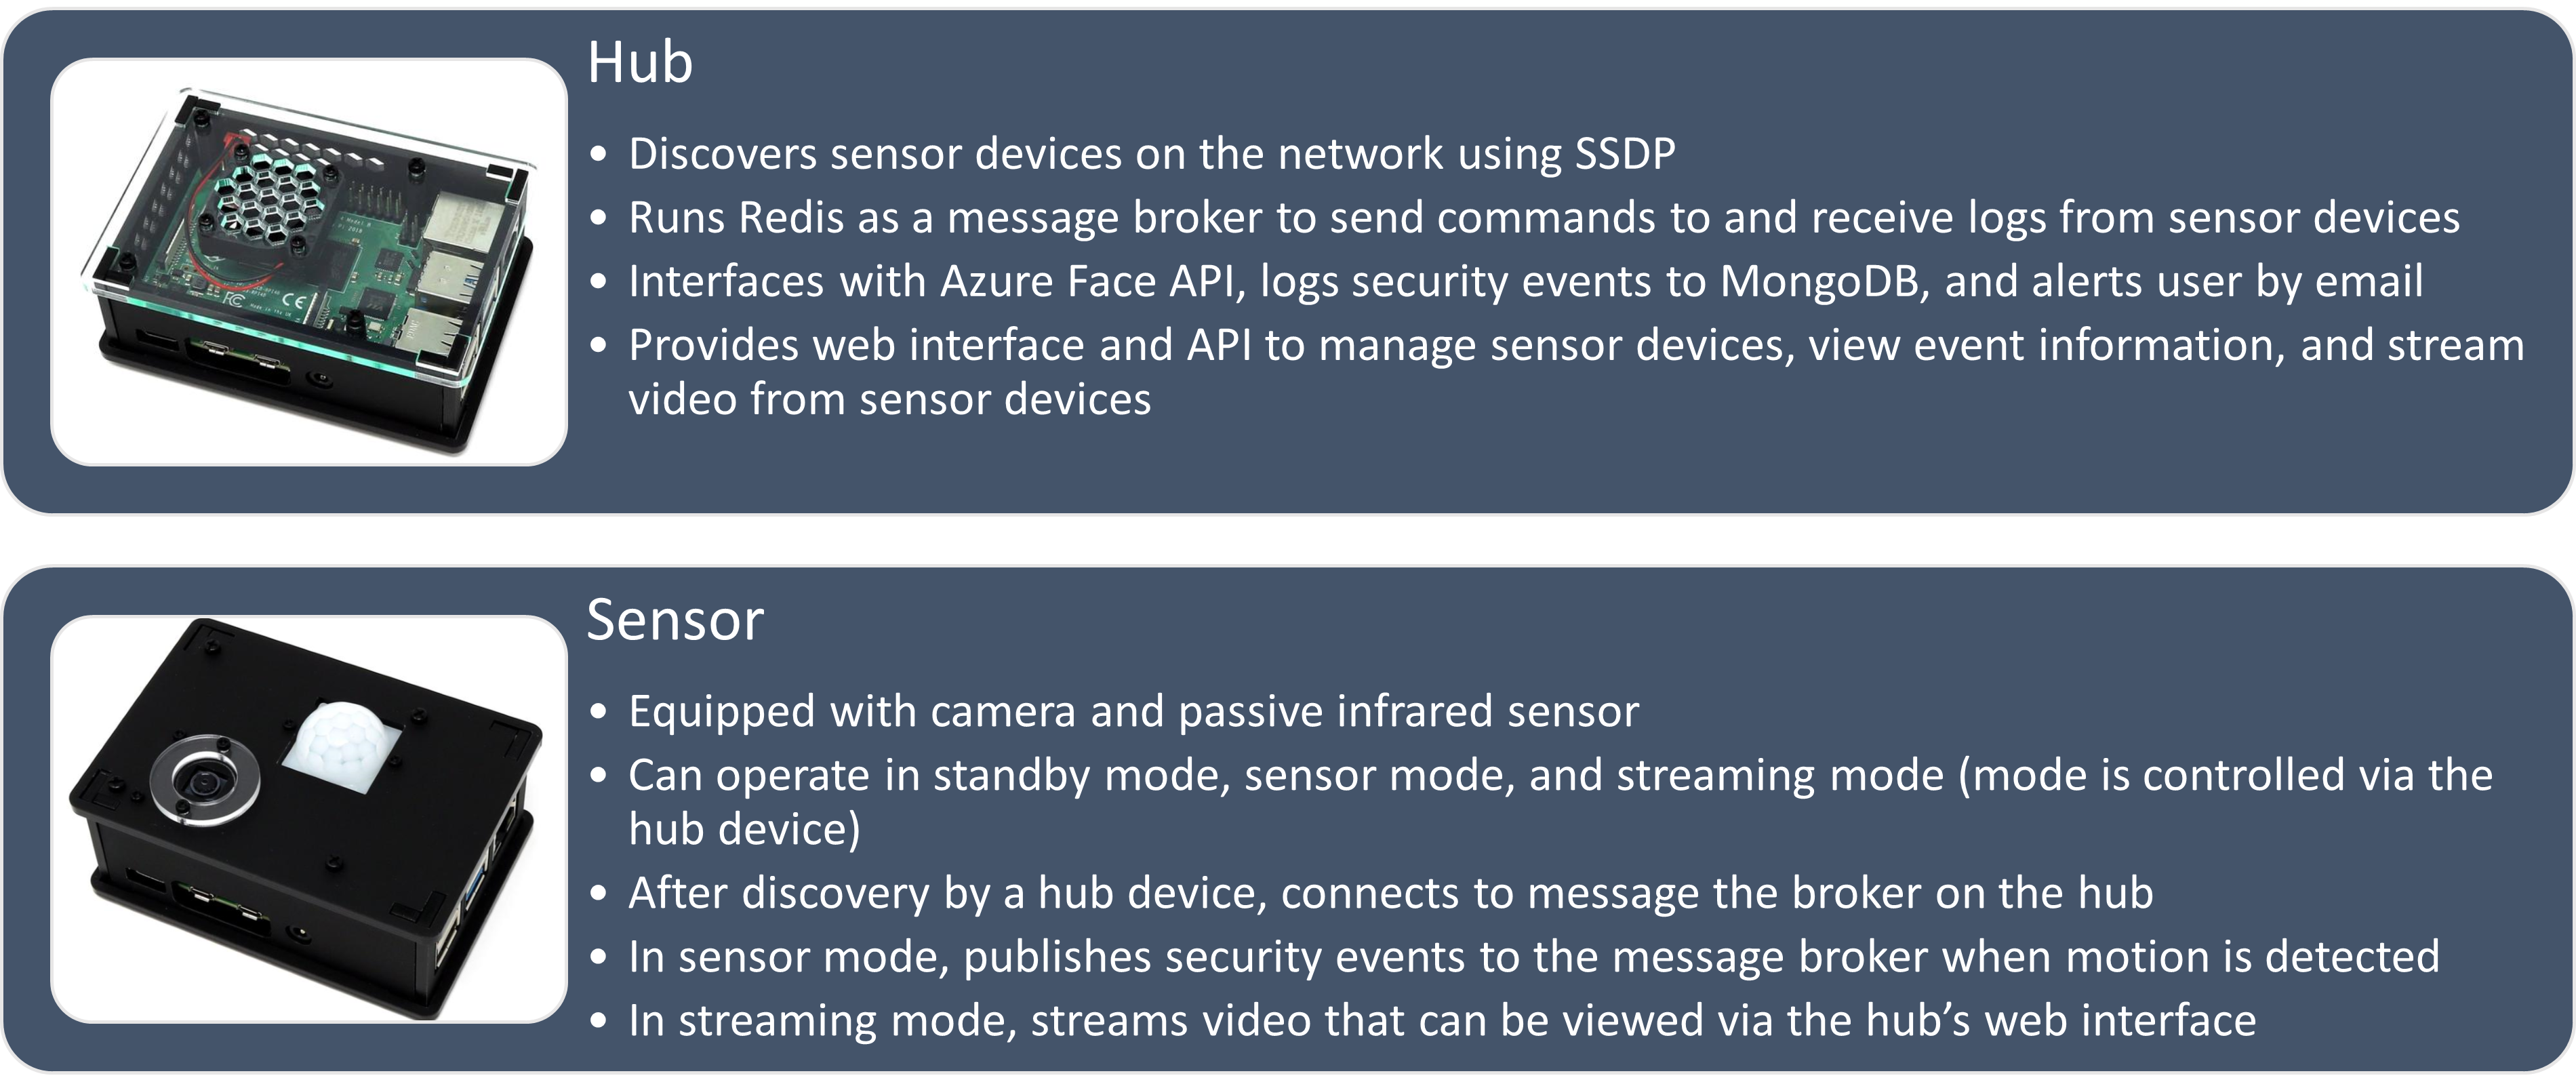 Hub
• Discovers sensor devices on the network using SSDP
• Runs Redis as a message broker to send commands to and receive logs from sensor devices
• Interfaces with Azure Face API, logs security events to MongoDB, and alerts user by email
• Provides web interface and API to manage sensor devices, view event information, and stream
video from sensor devices
Sensor
• Equipped with camera and passive infrared sensor
• Can operate in standby mode, sensor mode, and streaming mode (mode is controlled via the
hub device)
• After discovery by a hub device, connects to message the broker on the hub
• In sensor mode, publishes security events to the message broker when motion is detected
• In streaming mode, streams video that can be viewed via the hub’s web interface